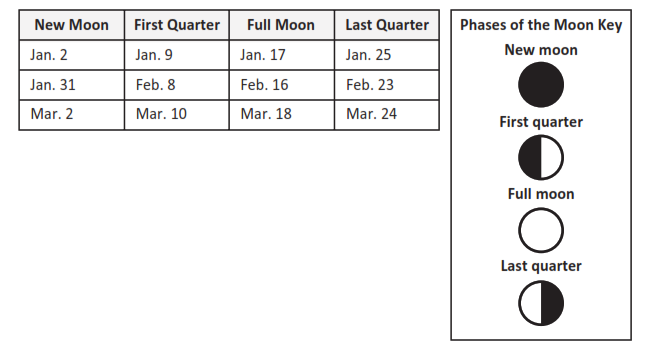 New Moon First Quarter Full Moon Last Quarter
Jan. 2 Jan. 9 Jan. 17 Jan. 25
Jan. 31 Feb. 8 Feb. 16 Feb. 23
Mar. 2 Mar. 10 Mar. 18 Mar. 24
Phases of the Moon Key
New moon
First quarter
Full moon
Last quarter